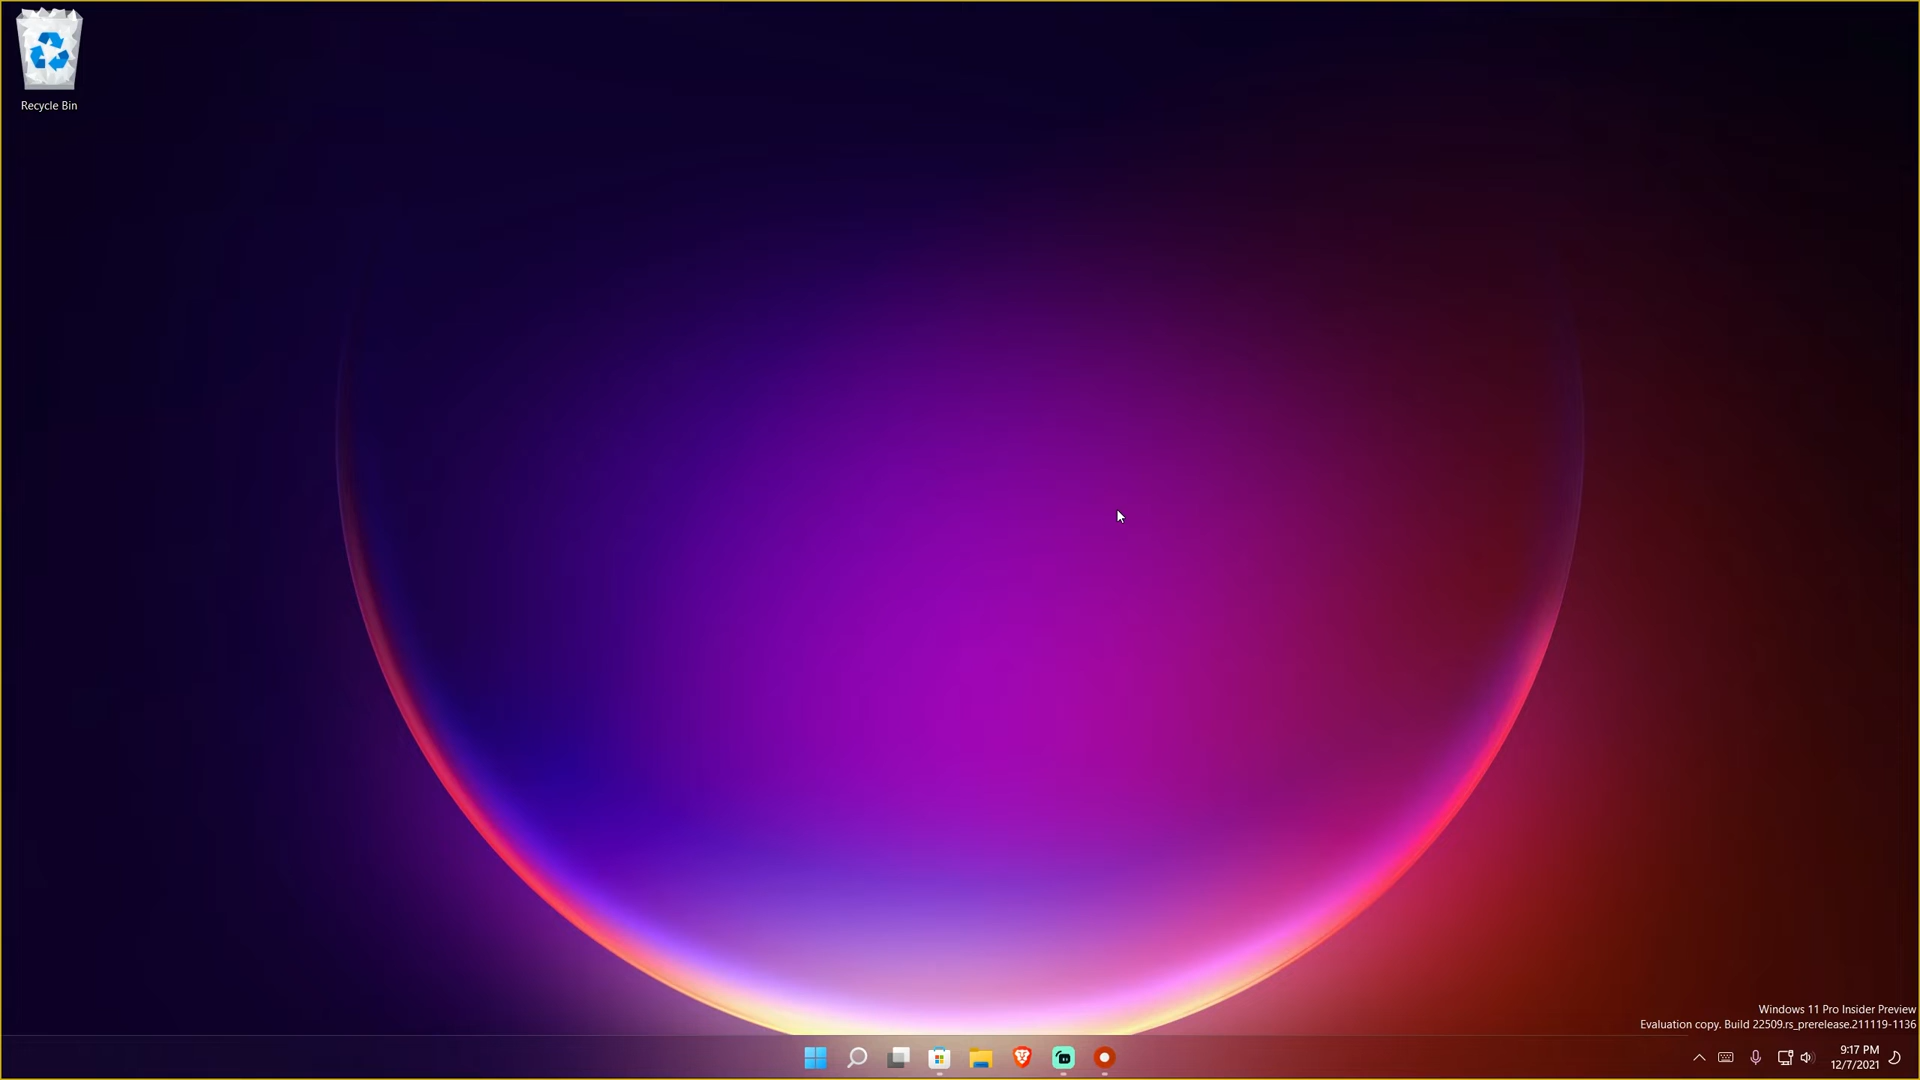 Recycle Bin
Windows 11 Pro Insider Preview
Evaluation copy. Build 22509.rs_prerelease.211119-1136
9:17 PM
12/7/2021